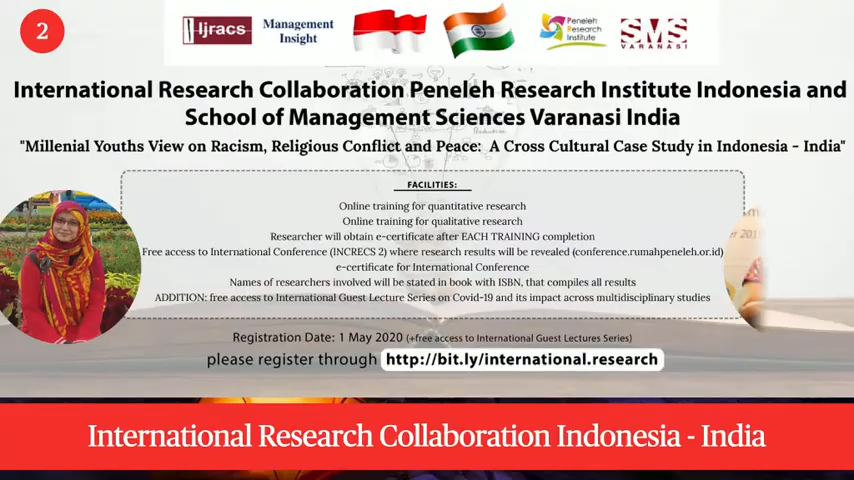 2
Ijracs
Management
Insight
Peneleh
Research
Institute
SMS
VARANASI
International Research Collaboration Peneleh Research Institute Indonesia and
School of Management Sciences Varanasi India
"Millenial Youths View on Racism, Religious Conflict and Peace: A Cross Cultural Case Study in Indonesia - India"
FACILITIES:
Online training for quantitative research
Online training for qualitative research
Researcher will obtain e-certificate after EACH TRAINING completion
Free access to International Conference (INCRECS 2) where research results will be revealed (conference.rumahpeneleh.or.id)
e-certificate for International Conference
Names of researchers involved will be stated in book with ISBN, that compiles all results
ADDITION: free access to International Guest Lecture Series on Covid-19 and its impact across multidisciplinary studies
Registration Date: 1 May 2020 (+free access to International Guest Lectures Series)
please register through http://bit.ly/international.research
International Research Collaboration Indonesia - India